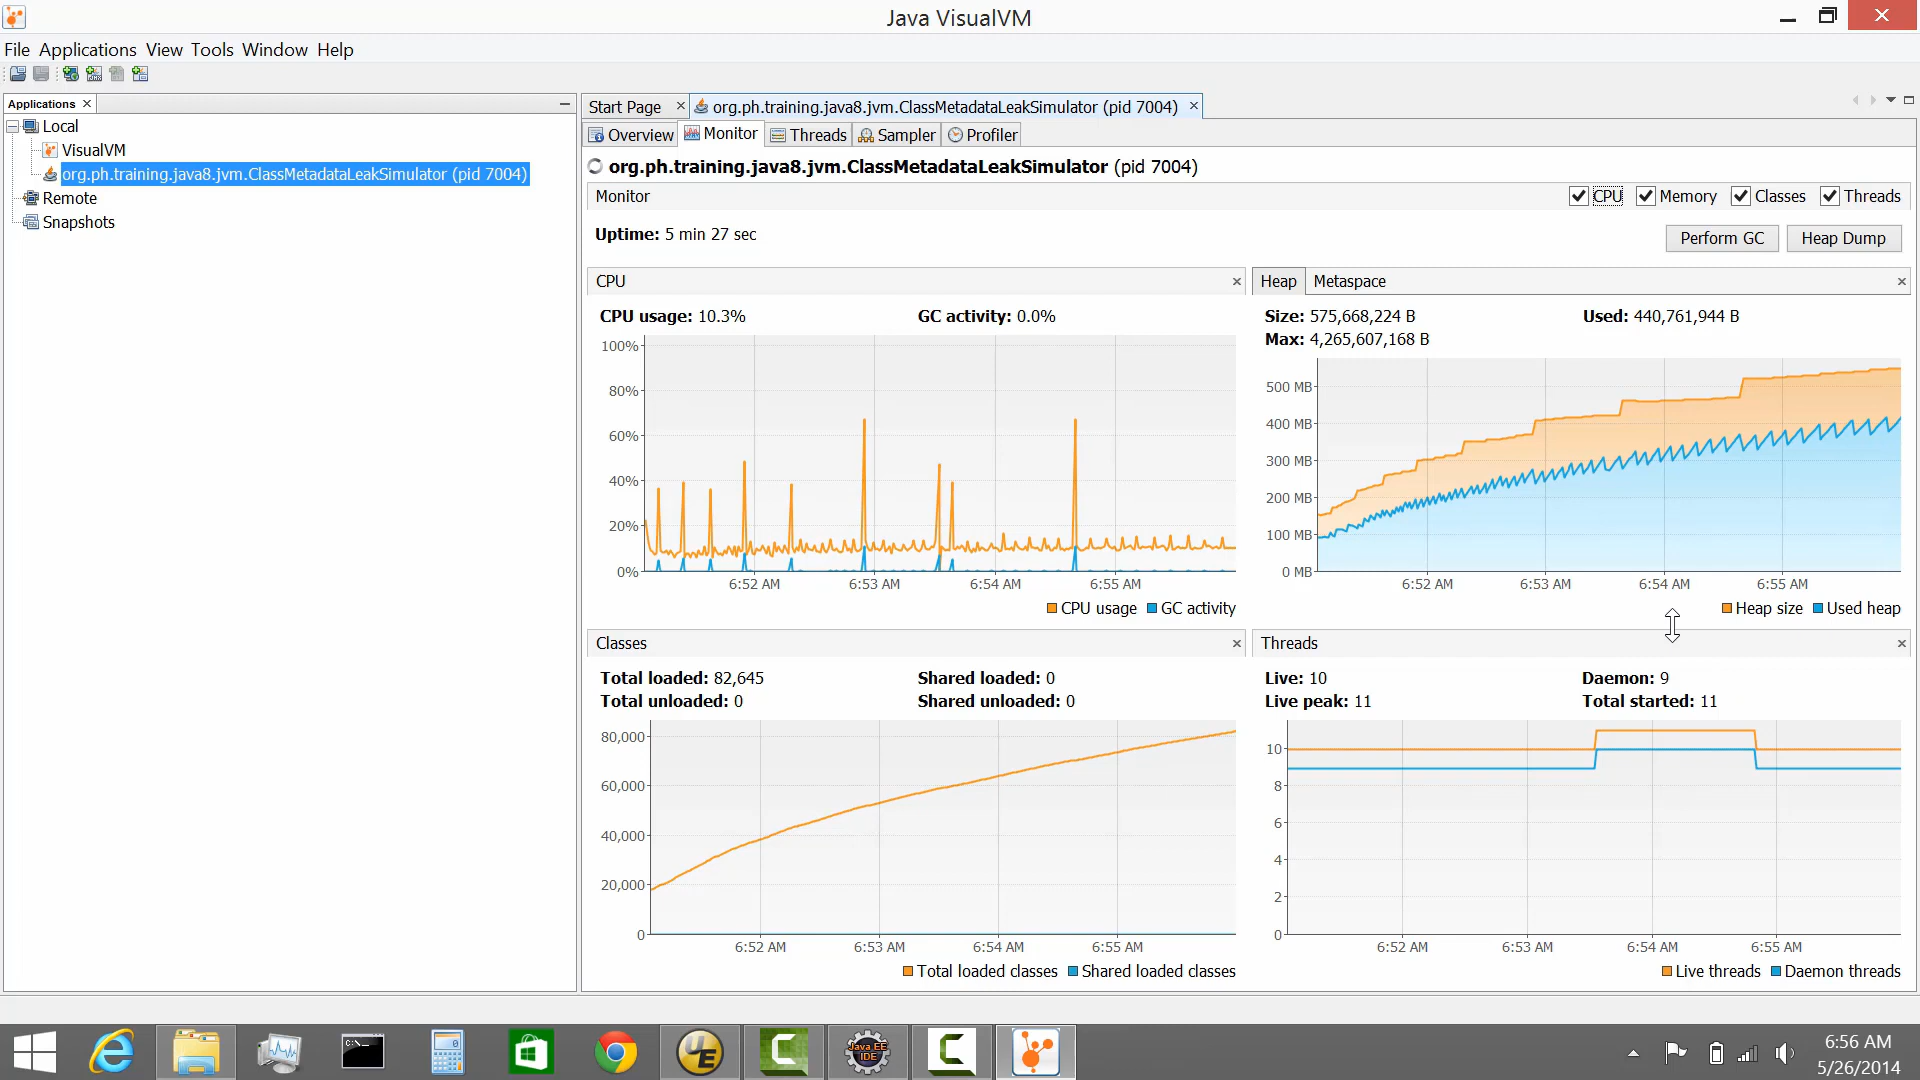 Java VisualVM
File Applications View Tools Window Help
Applications
Local
VisualVM
org.ph.training.java8.jvm.ClassMetadataLeakSimulator (pid 7004)
Remote
Snapshots
Start Page
org.ph.training.java8.jvm.ClassMetadataLeakSimulator (pid 7004)
Overview Monitor Threads Sampler Profiler
org.ph.training.java8.jvm.ClassMetadataLeakSimulator (pid 7004)
Monitor
CPU Memory Classes Threads
Uptime: 5 min 27 sec
Perform GC Heap Dump
CPU
CPU usage: 10.3% GC activity: 0.0%
100%
80%
60%
40%
20%
0%
6:52 AM 6:53 AM 6:54 AM 6:55 AM
CPU usage GC activity
Heap Metaspace
Size: 575,668,224 B Used: 440,761,944 B
Max: 4,265,607,168 B
500 MB
400 MB
300 MB
200 MB
100 MB
0 MB
6:52 AM 6:53 AM 6:54 AM 6:55 AM
Heap size Used heap
Classes
Total loaded: 82,645 Shared loaded: 0
Total unloaded: 0 Shared unloaded: 0
80,000
60,000
40,000
20,000
0
6:52 AM 6:53 AM 6:54 AM 6:55 AM
Total loaded classes Shared loaded classes
Threads
Live: 10 Daemon: 9
Live peak: 11 Total started: 11
10
8
6
4
2
0
6:52 AM 6:53 AM 6:54 AM 6:55 AM
Live threads Daemon threads
C:\_
0
UE
C
Java EE
IDE
C
6:56 AM
5/26/2014